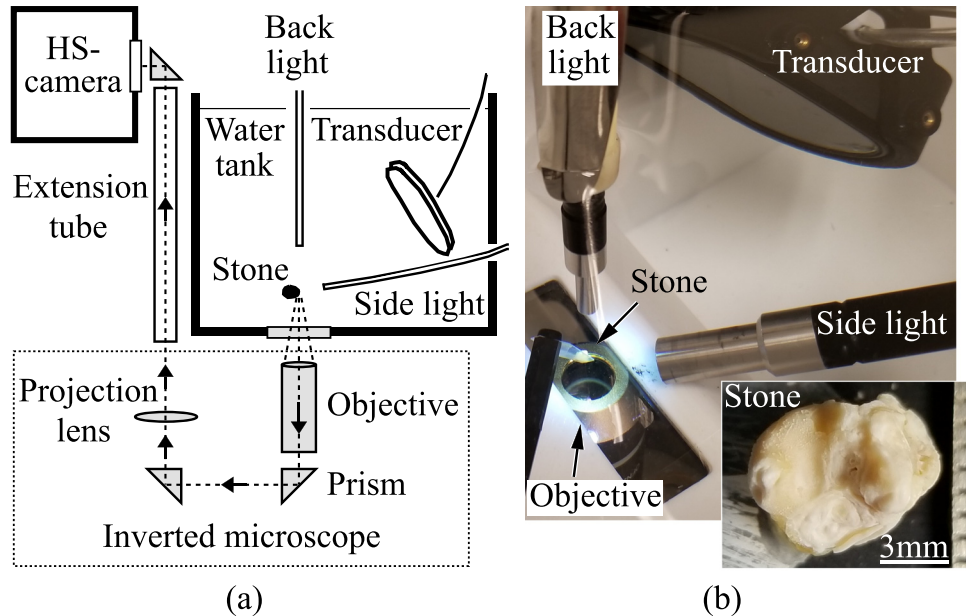 HS-
camera
Back
light
Water
tank
Transducer
Extension
tube
Stone
Side light
Projection
lens
Objective
Prism
Inverted microscope
(a)
Back
light
Transducer
Stone
Side light
Stone
Objective
3mm
(b)